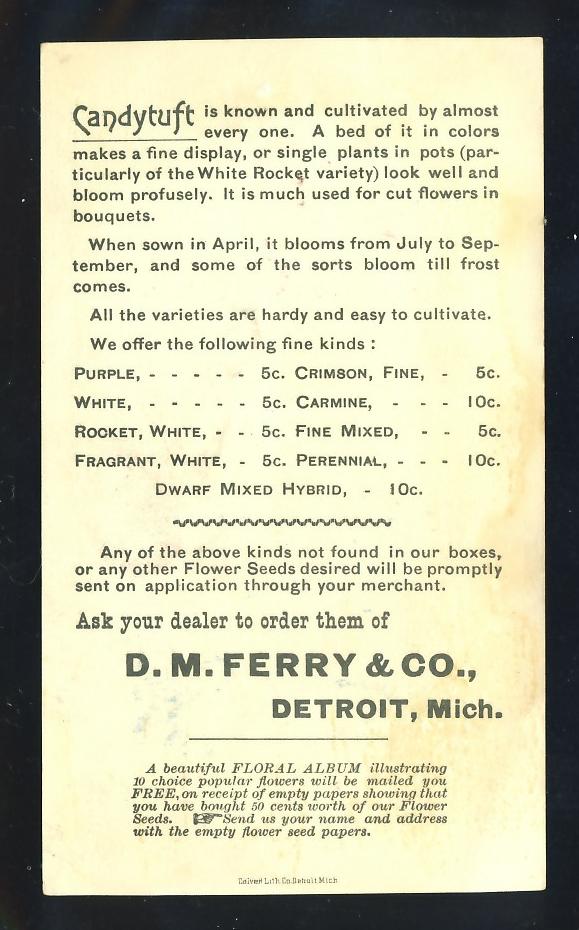 Candytuft is known and cultivated by almost
every one. A bed of it in colors
makes a fine display, or single plants in pots (par-
ticularly of the White Rocket variety) look well and
bloom profusely. It is much used for cut flowers in
bouquets.
When sown in April, it blooms from July to Sep-
tember, and some of the sorts bloom till frost
comes.
All the varieties are hardy and easy to cultivate.
We offer the following fine kinds :
PURPLE, - - - - - 5c. CRIMSON, FINE, - 5c.
WHITE, - - - - - 5c. CARMINE, - - - 10c.
ROCKET, WHITE, - - 5c. FINE MIXED, - - 5c.
FRAGRANT, WHITE, - 5c. PERENNIAL, - - - 10c.
DWARF MIXED HYBRID, - 10c.
Any of the above kinds not found in our boxes,
or any other Flower Seeds desired will be promptly
sent on application through your merchant.
Ask your dealer to order them of
D. M. FERRY & CO.,
DETROIT, Mich.
A beautiful FLORAL ALBUM illustrating
10 choice popular flowers will be mailed you
FREE, on receipt of empty papers showing that
you have bought 50 cents worth of our Flower
Seeds. ☞ Send us your name and address
with the empty flower seed papers.
Calvert Lith. Co. Detroit Mich